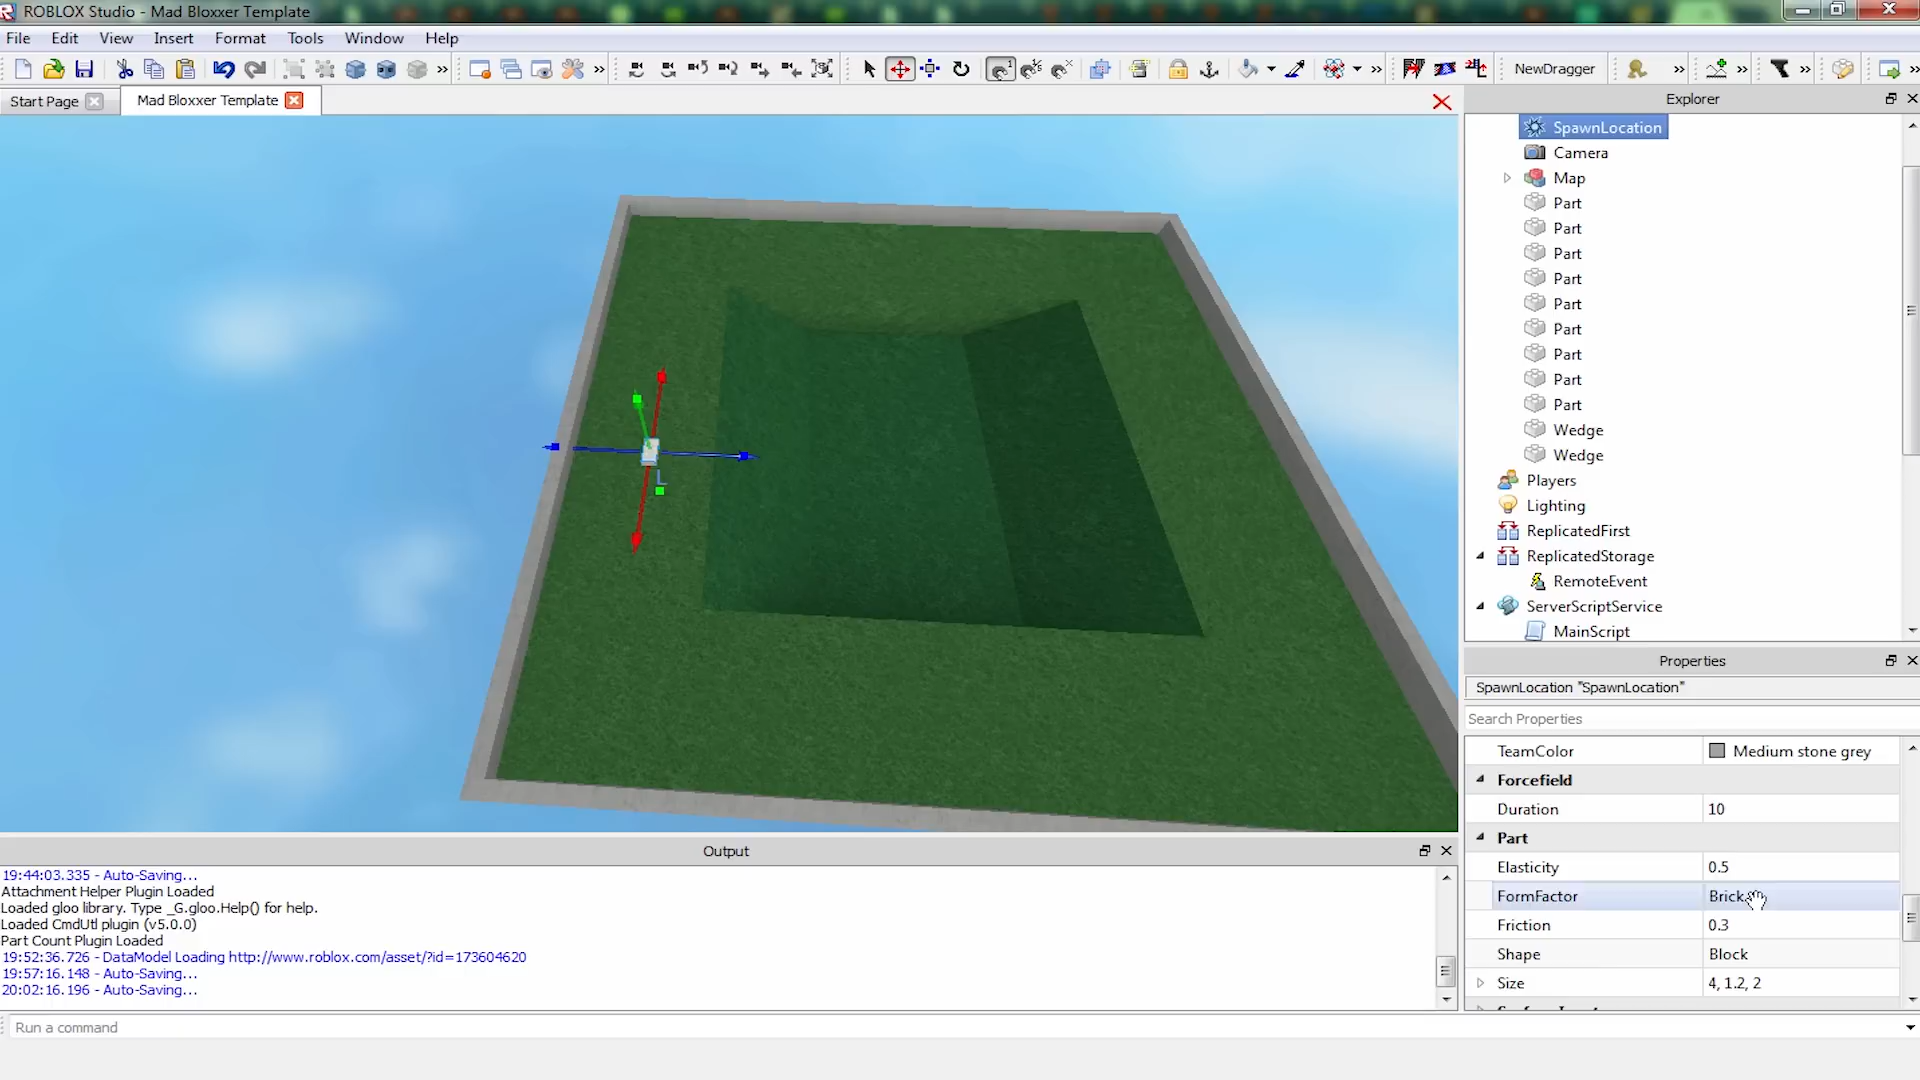 ROBLOX Studio - Mad Bloxxer Template
File Edit View Insert Format Tools Window Help
NewDragger
Start Page
Mad Bloxxer Template
Explorer
SpawnLocation
Camera
Map
Part
Part
Part
Part
Part
Part
Part
Part
Part
Wedge
Wedge
Players
Lighting
ReplicatedFirst
ReplicatedStorage
RemoteEvent
ServerScriptService
MainScript
Properties
SpawnLocation "SpawnLocation"
Search Properties
TeamColor Medium stone grey
Forcefield
Duration 10
Part
Elasticity 0.5
FormFactor Brick
Friction 0.3
Shape Block
Size 4, 1.2, 2
Output
19:44:03.335 - Auto-Saving...
Attachment Helper Plugin Loaded
Loaded gloo library. Type _G.gloo.Help() for help.
Loaded CmdUtl plugin (v5.0.0)
Part Count Plugin Loaded
19:52:36.726 - DataModel Loading http://www.roblox.com/asset/?id=173604620
19:57:16.148 - Auto-Saving...
20:02:16.196 - Auto-Saving...
Run a command